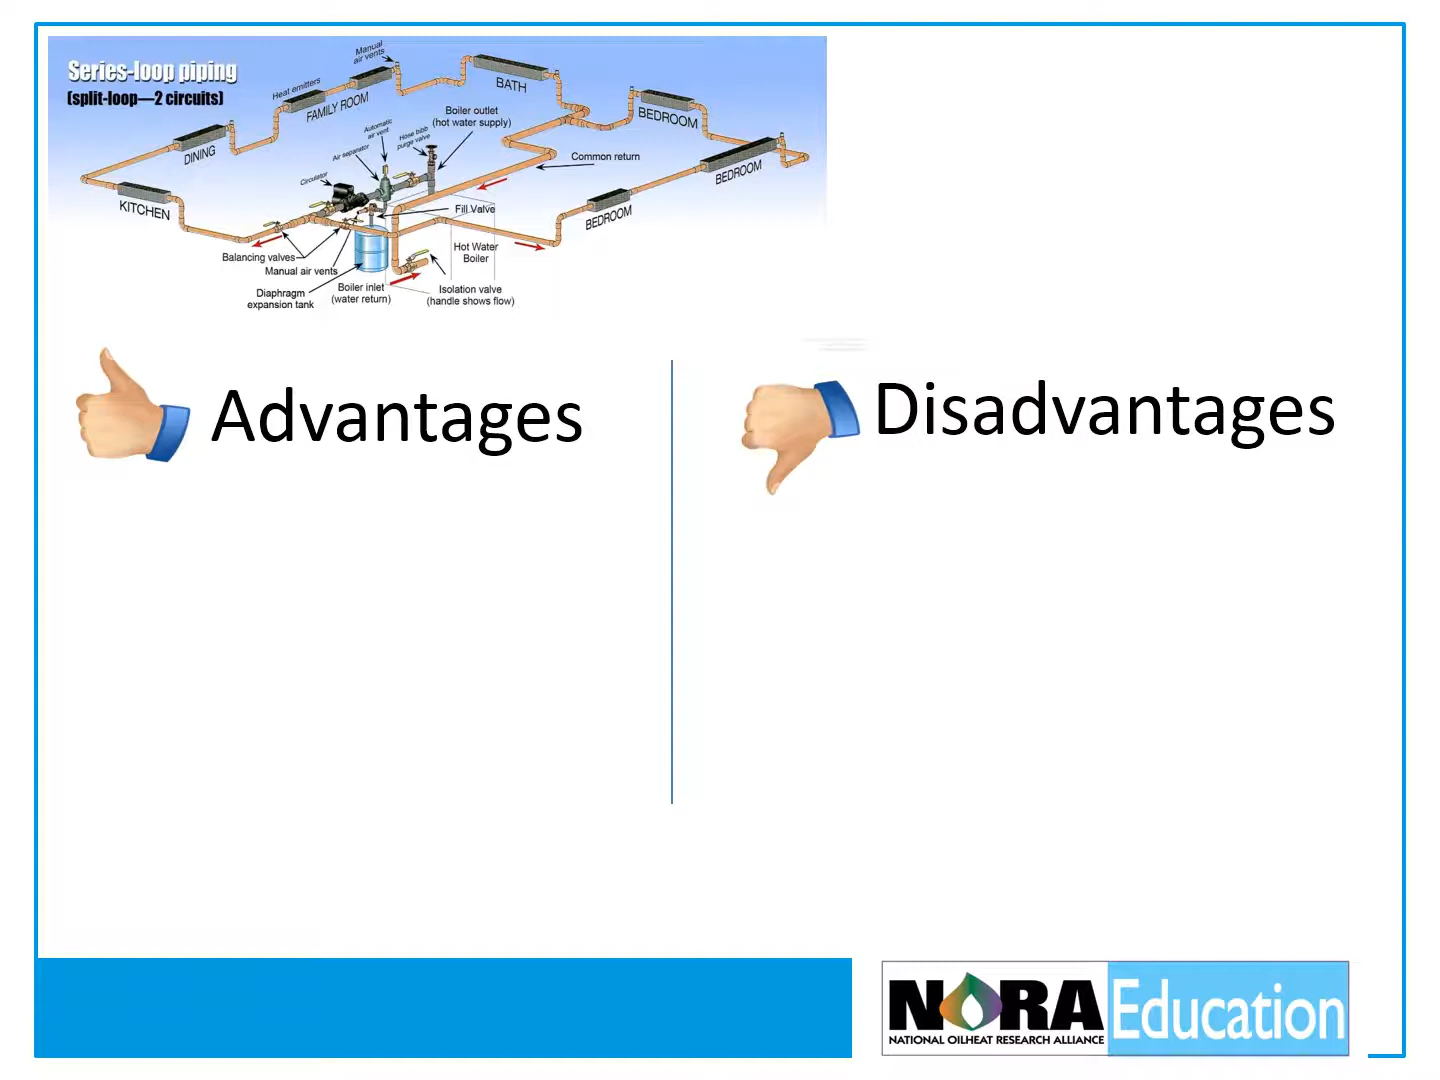 Series-loop piping
(split-loop—2 circuits)
Manual
air vents
Heat emitters
FAMILY ROOM
BATH
BEDROOM
Boiler outlet
(hot water supply)
Automatic
air vent
Hose bibb
purge valve
DINING
Air separator
Common return
BEDROOM
Circulator
KITCHEN
Fill Valve
BEDROOM
Balancing valves
Hot Water
Boiler
Manual air vents
Diaphragm
expansion tank
Boiler inlet
(water return)
Isolation valve
(handle shows flow)
Advantages
Disadvantages
NORA Education
NATIONAL OILHEAT RESEARCH ALLIANCE